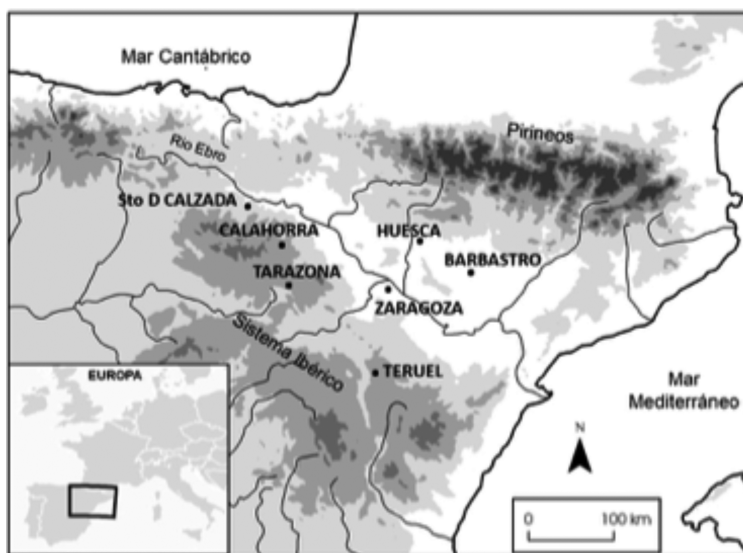 Mar Cantábrico
Pirineos
Rio Ebro
Sto D CALZADA
CALAHORRA
HUESCA
BARBASTRO
TARAZONA
ZARAGOZA
Sistema Ibérico
TERUEL
EUROPA
Mar
Mediterráneo
N
0 100 km